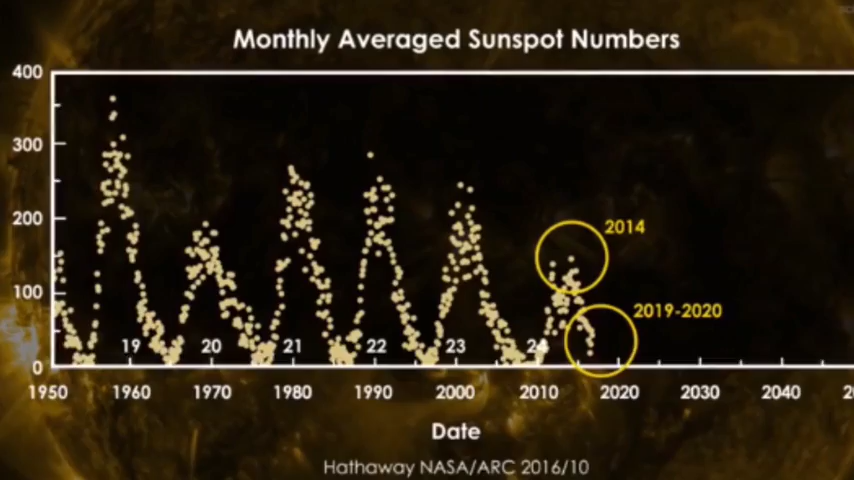 Monthly Averaged Sunspot Numbers
400
300
200
100
0
2014
2019-2020
19 20 21 22 23 24
1950 1960 1970 1980 1990 2000 2010 2020 2030 2040
Date
Hathaway NASA/ARC 2016/10